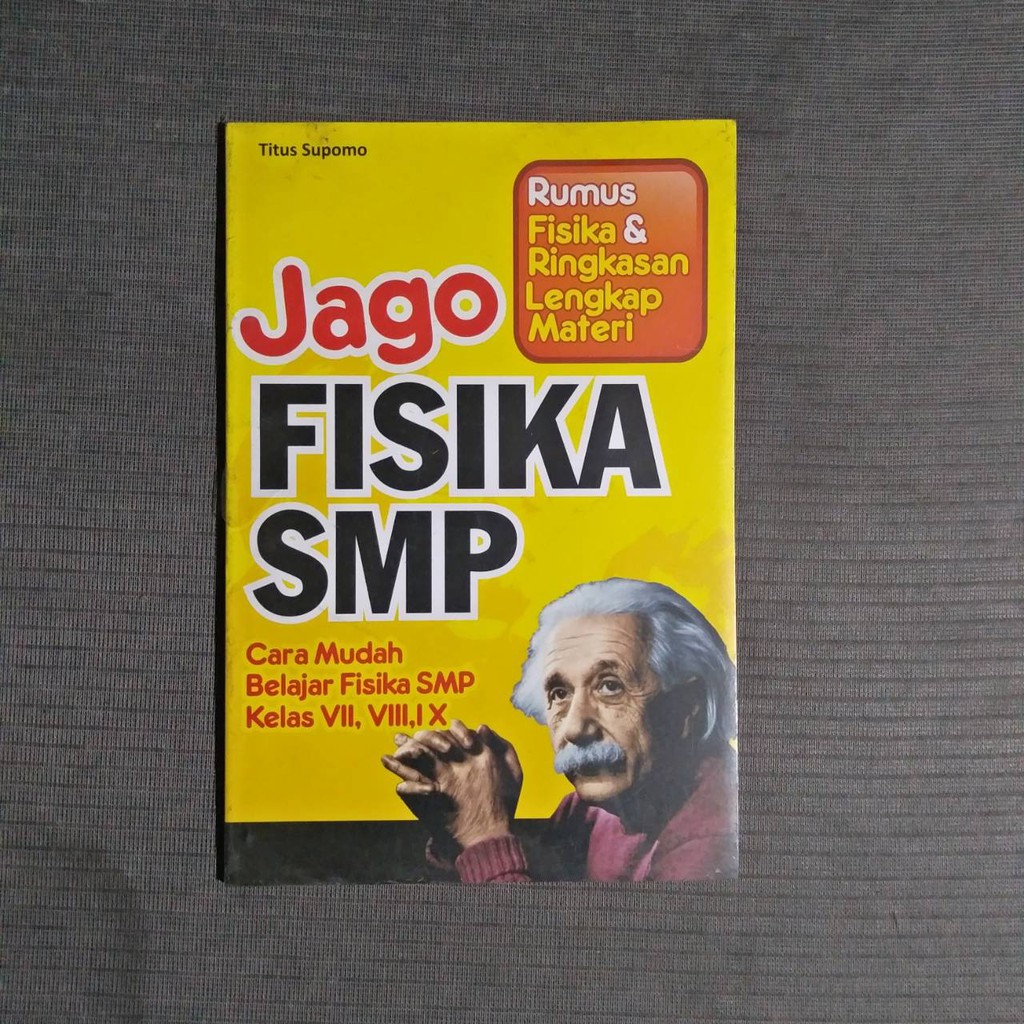 Titus Supomo
Rumus
Fisika &
Ringkasan
Lengkap
Materi
Jago
FISIKA
SMP
Cara Mudah
Belajar Fisika SMP
Kelas VII, VIII,I X